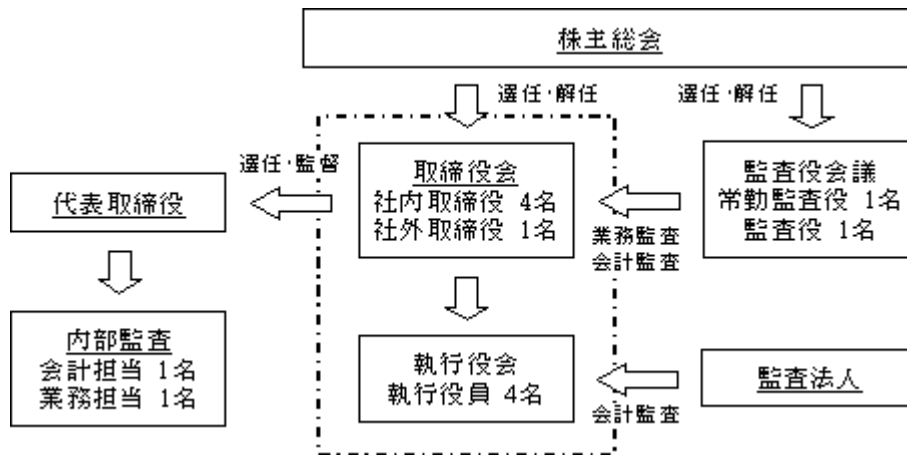 株主総会
選任・解任
選任・解任
選任・監督
取締役会
社内取締役 4名
社外取締役 1名
監査役会議
常勤監査役 1名
監査役 1名
代表取締役
業務監査
会計監査
内部監査
会計担当 1名
業務担当 1名
執行役会
執行役員 4名
監査法人
会計監査